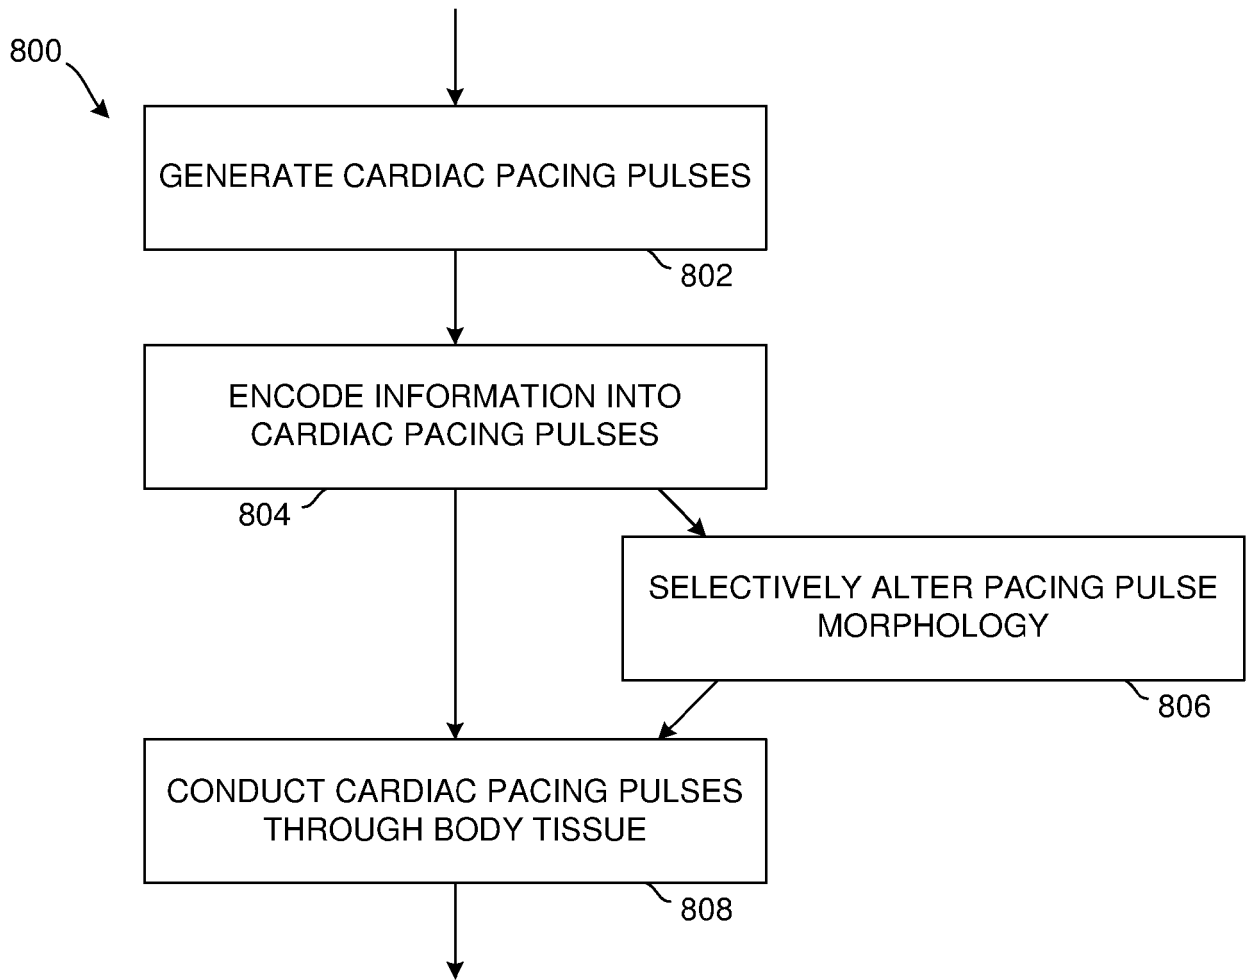 800
GENERATE CARDIAC PACING PULSES
802
ENCODE INFORMATION INTO
CARDIAC PACING PULSES
804
SELECTIVELY ALTER PACING PULSE
MORPHOLOGY
806
CONDUCT CARDIAC PACING PULSES
THROUGH BODY TISSUE
808